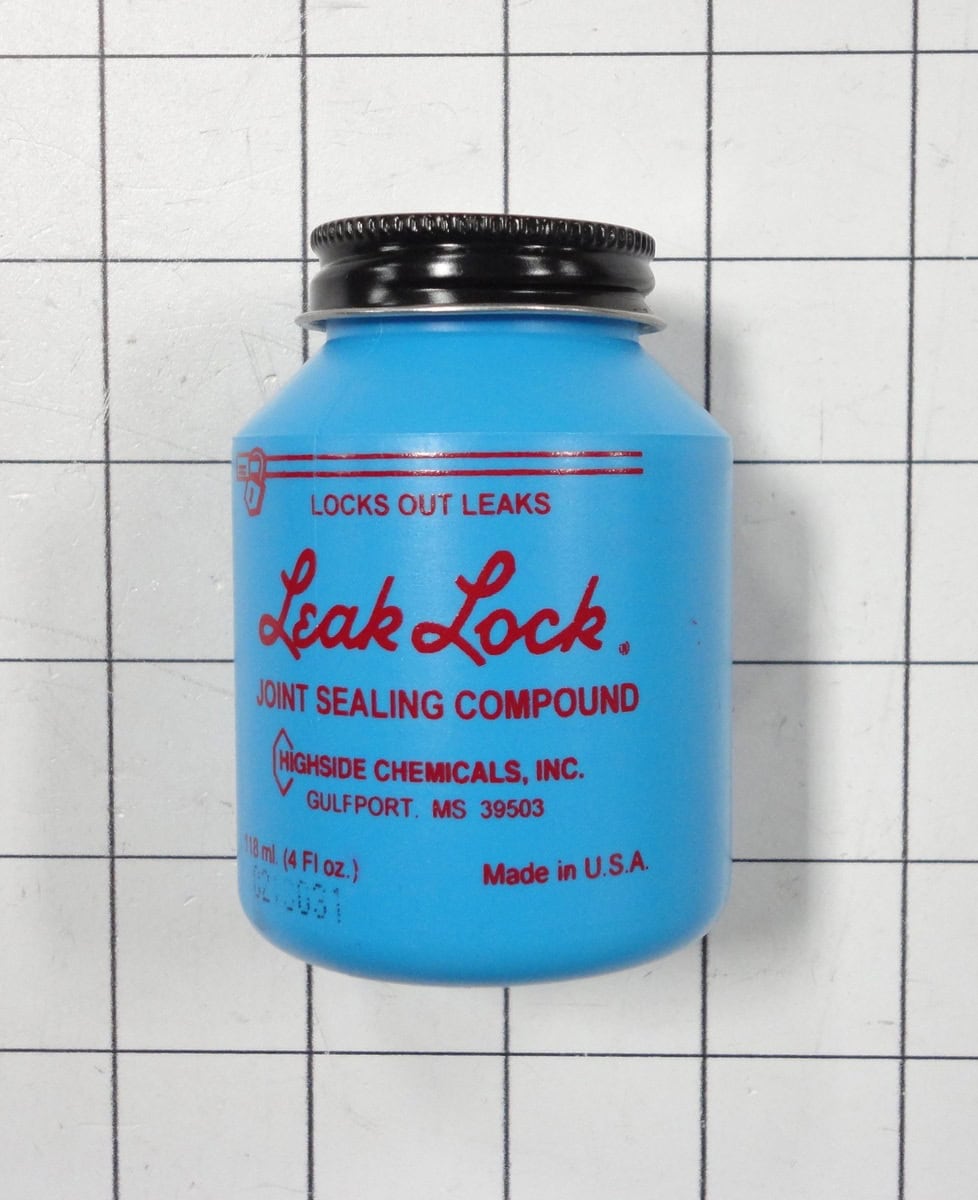 LOCKS OUT LEAKS
Leak Lock®
JOINT SEALING COMPOUND
HIGHSIDE CHEMICALS, INC.
GULFPORT. MS 39503
118 ml. (4 Fl oz.)
Made in U.S.A.